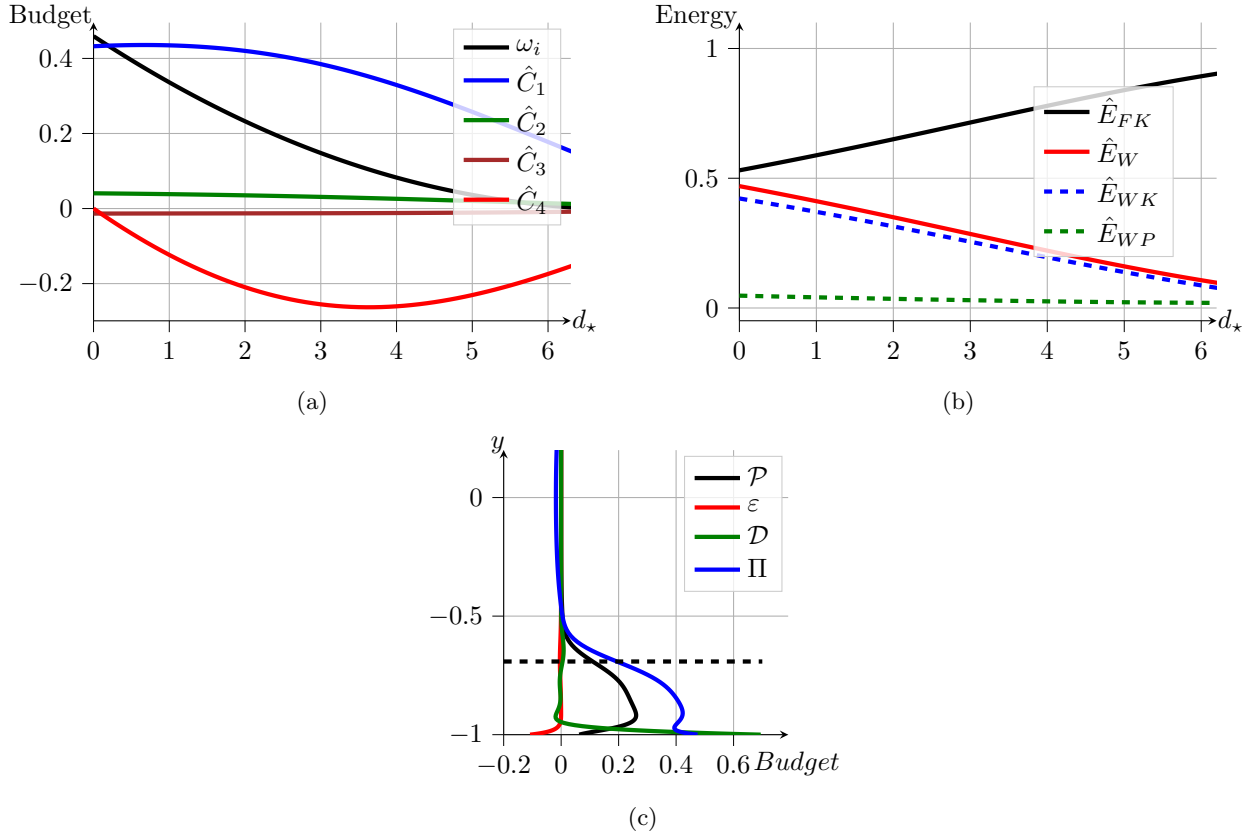 Budget
0.4
0.2
0
−0.2
0 1 2 3 4 5 6
d⋆
ω_i
Ĉ_1
Ĉ_2
Ĉ_3
Ĉ_4
(a)
Energy
1
0.5
0
0 1 2 3 4 5 6
d⋆
Ê_FK
Ê_W
Ê_WK
Ê_WP
(b)
y
0
−0.5
−1
−0.2 0 0.2 0.4 0.6
Budget
𝒫
ε
𝒟
Π
(c)